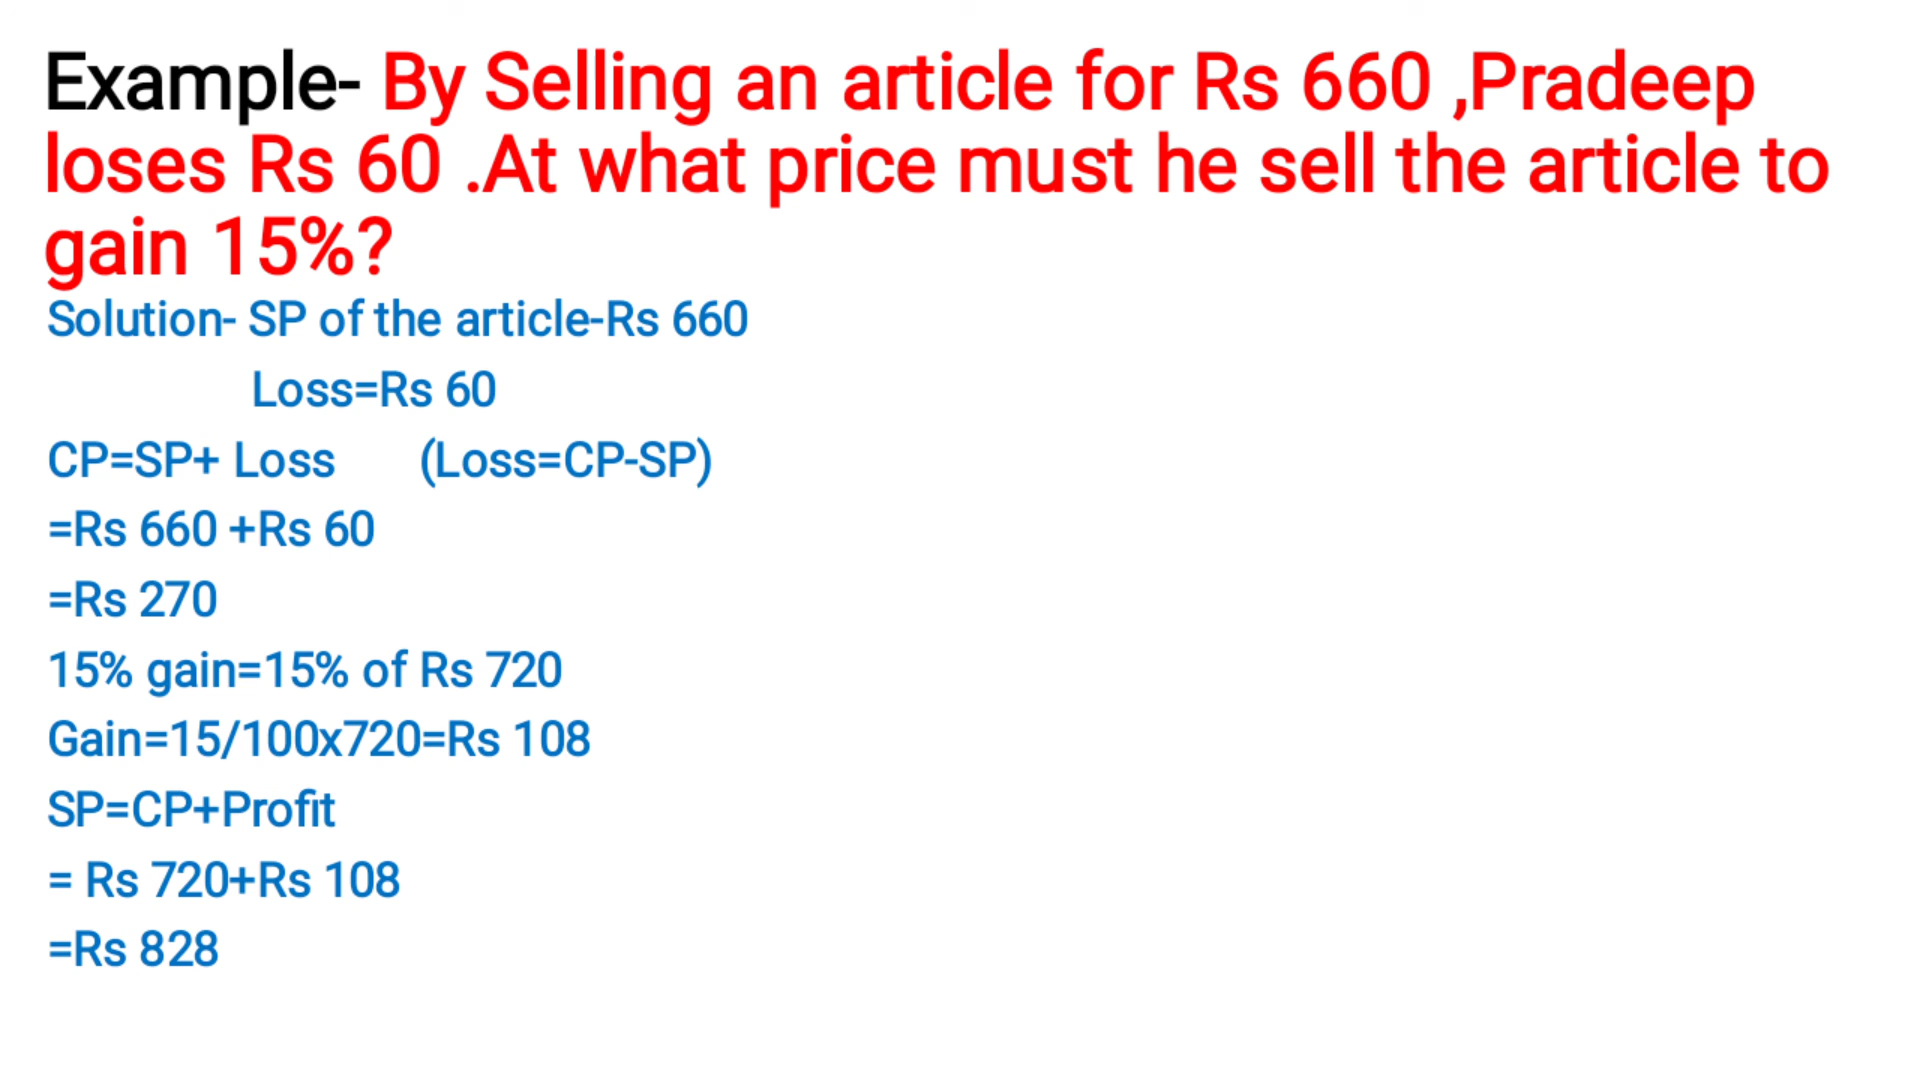 Example- By Selling an article for Rs 660 ,Pradeep
loses Rs 60 .At what price must he sell the article to
gain 15%?
Solution- SP of the article-Rs 660
Loss=Rs 60
CP=SP+ Loss (Loss=CP-SP)
=Rs 660 +Rs 60
=Rs 270
15% gain=15% of Rs 720
Gain=15/100x720=Rs 108
SP=CP+Profit
= Rs 720+Rs 108
=Rs 828